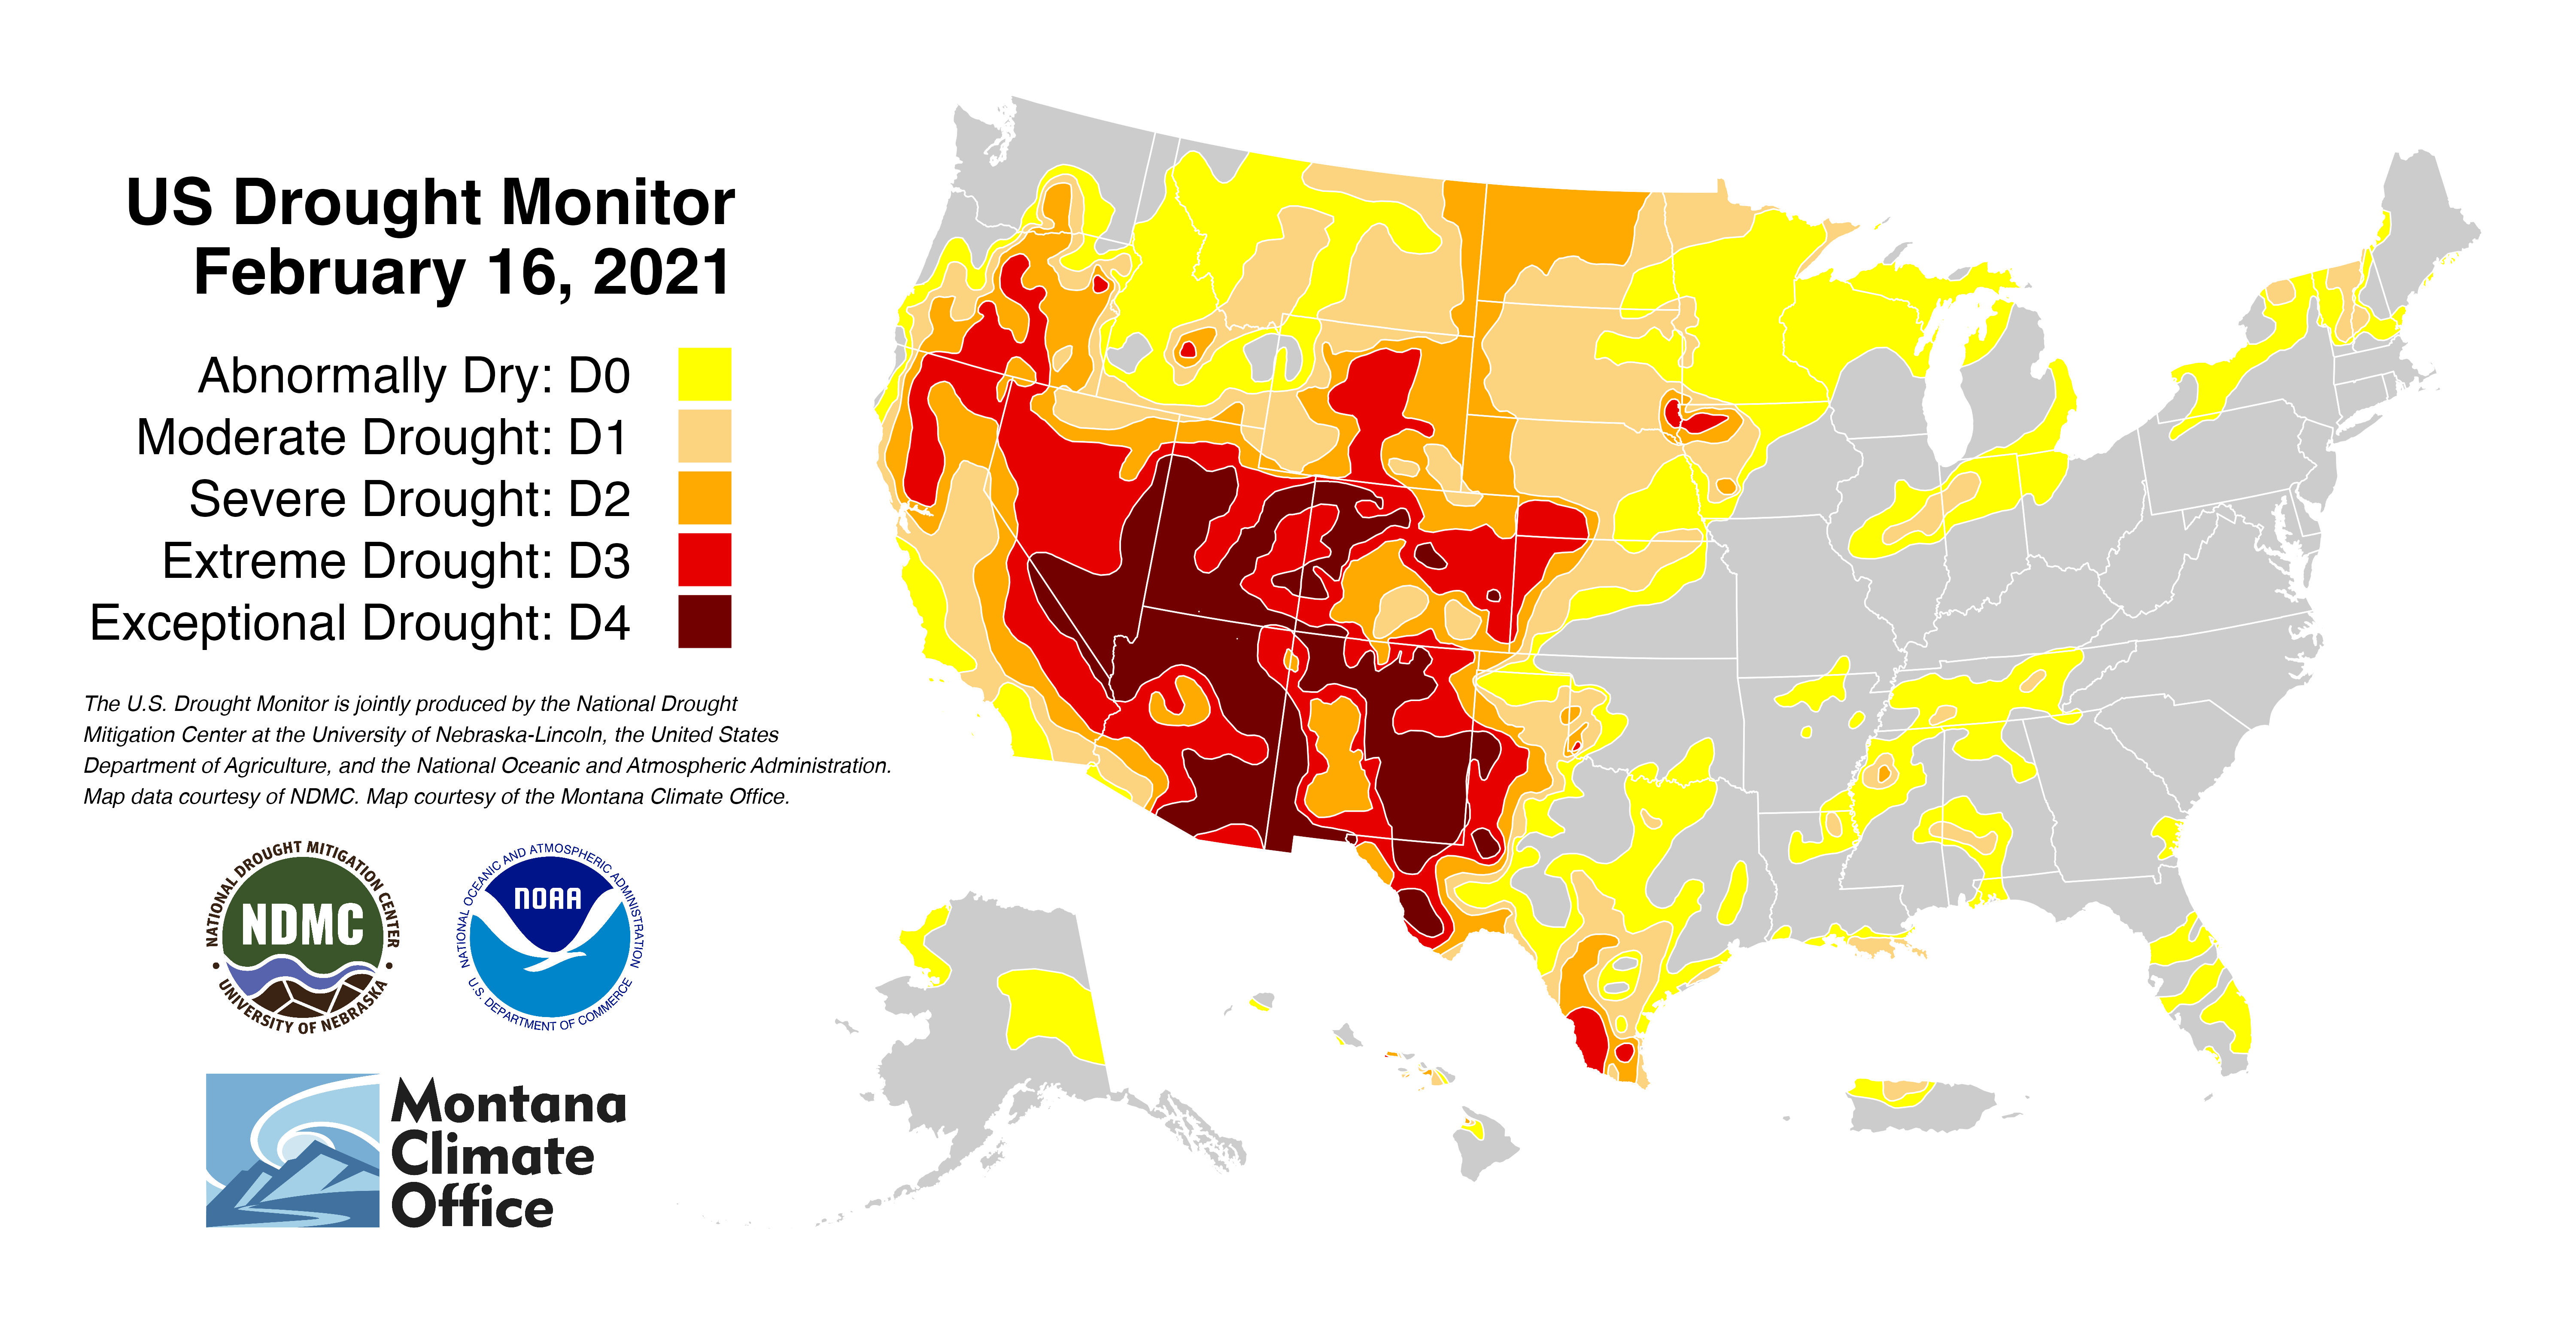 US Drought Monitor
February 16, 2021
Abnormally Dry: D0
Moderate Drought: D1
Severe Drought: D2
Extreme Drought: D3
Exceptional Drought: D4
The U.S. Drought Monitor is jointly produced by the National Drought
Mitigation Center at the University of Nebraska-Lincoln, the United States
Department of Agriculture, and the National Oceanic and Atmospheric Administration.
Map data courtesy of NDMC. Map courtesy of the Montana Climate Office.
NATIONAL DROUGHT MITIGATION CENTER
NDMC
• UNIVERSITY OF NEBRASKA •
NATIONAL OCEANIC AND ATMOSPHERIC ADMINISTRATION
NOAA
U.S. DEPARTMENT OF COMMERCE
Montana
Climate
Office